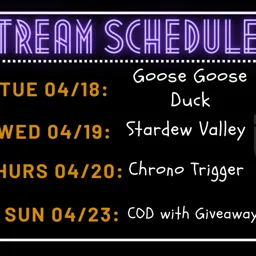 TREAM SCHEDULE
TUE 04/18: Goose Goose Duck
WED 04/19: Stardew Valley
HURS 04/20: Chrono Trigger
SUN 04/23: COD with Giveaway